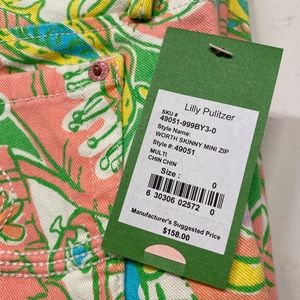 Lilly Pulitzer
SKU #
49051-999BY3-0
Style Name:
WORTH SKINNY MINI ZIP
Style #: 49051
MULTI
CHIN CHIN
Size : 0
0
6 30306 02572 0
Manufacturer's Suggested Price
$158.00